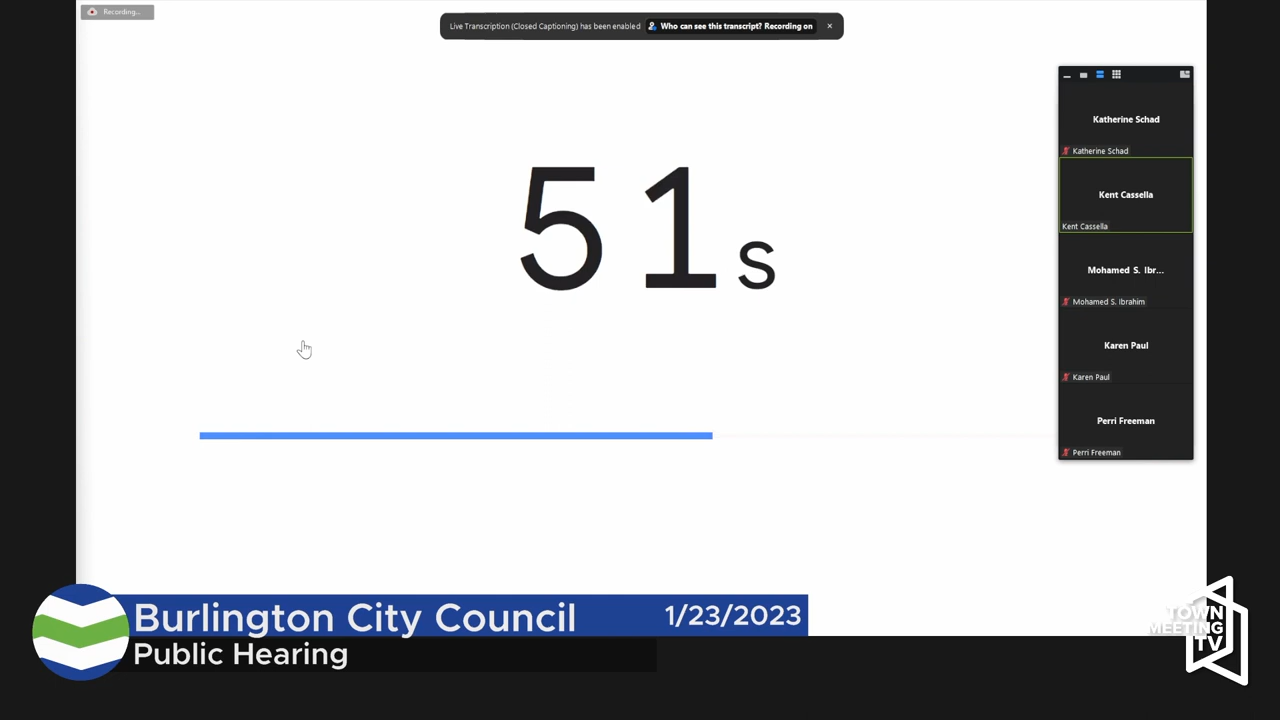 Recording...
Live Transcription (Closed Captioning) has been enabled
Who can see this transcript? Recording on
51s
Katherine Schad
Katherine Schad
Kent Cassella
Kent Cassella
Mohamed S. Ibr...
Mohamed S. Ibrahim
Karen Paul
Karen Paul
Perri Freeman
Perri Freeman
Burlington City Council
1/23/2023
Public Hearing
TOWN
MEETING
TV